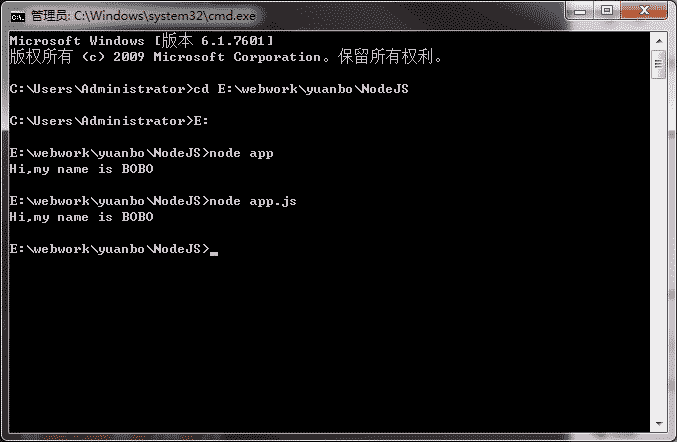 管理员: C:\Windows\system32\cmd.exe
Microsoft Windows [版本 6.1.7601]
版权所有 (c) 2009 Microsoft Corporation。保留所有权利。
C:\Users\Administrator>cd E:\webwork\yuanbo\NodeJS
C:\Users\Administrator>E:
E:\webwork\yuanbo\NodeJS>node app
Hi,my name is BOBO
E:\webwork\yuanbo\NodeJS>node app.js
Hi,my name is BOBO
E:\webwork\yuanbo\NodeJS>